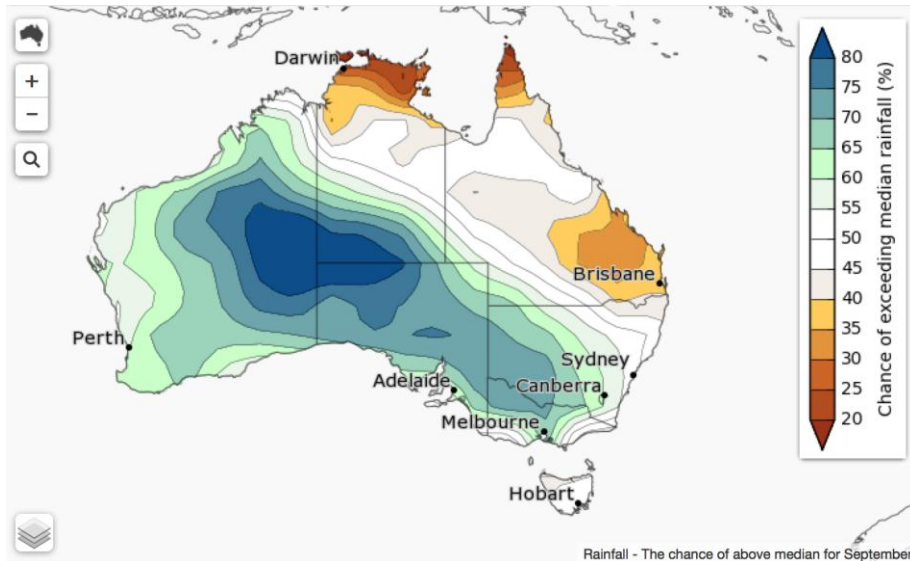 Darwin
Brisbane
Perth
Sydney
Adelaide
Canberra
Melbourne
Hobart
+
−
80
75
70
65
60
55
50
45
40
35
30
25
20
Chance of exceeding median rainfall (%)
Rainfall - The chance of above median for September